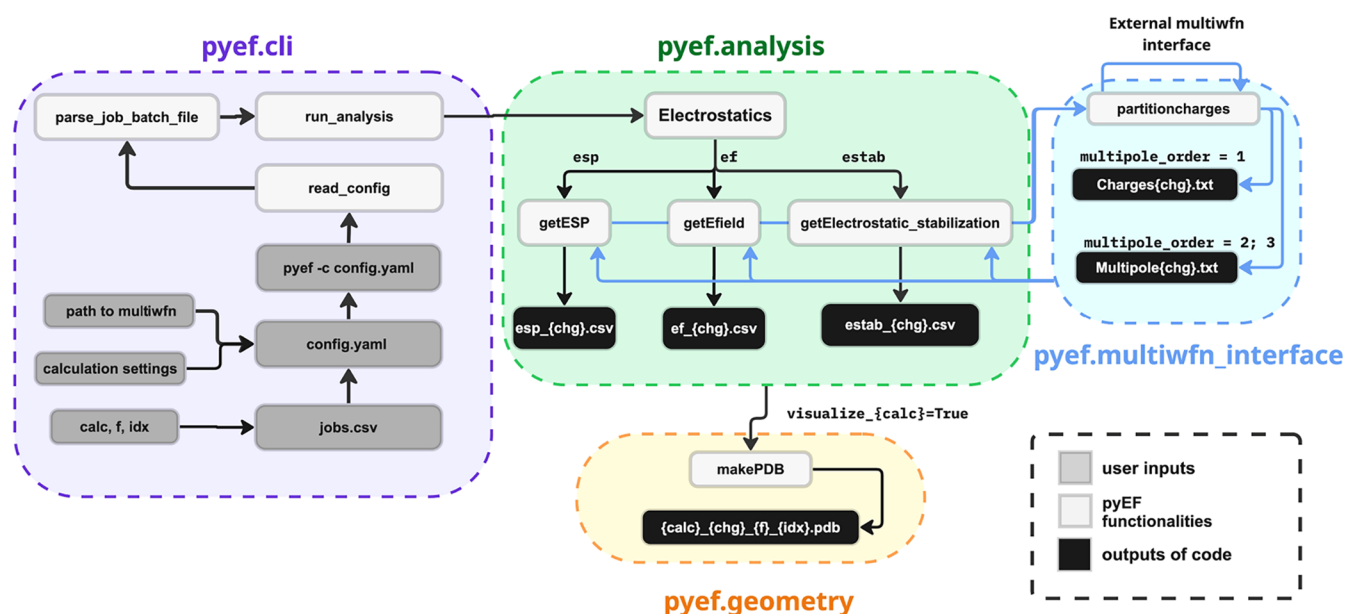 pyef.cli
parse_job_batch_file
run_analysis
read_config
pyef -c config.yaml
path to multiwfn
config.yaml
calculation settings
calc, f, idx
jobs.csv
pyef.analysis
Electrostatics
esp
ef
estab
getESP
getEfield
getElectrostatic_stabilization
esp_{chg}.csv
ef_{chg}.csv
estab_{chg}.csv
External multiwfn
interface
partitioncharges
multipole_order = 1
Charges{chg}.txt
multipole_order = 2; 3
Multipole{chg}.txt
pyef.multiwfn_interface
visualize_{calc}=True
makePDB
{calc}_{chg}_{f}_{idx}.pdb
pyef.geometry
user inputs
pyEF
functionalities
outputs of code